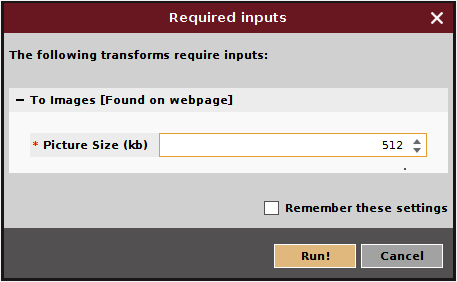 Required inputs
The following transforms require inputs:
To Images [Found on webpage]
* Picture Size (kb) 512
Remember these settings
Run! Cancel